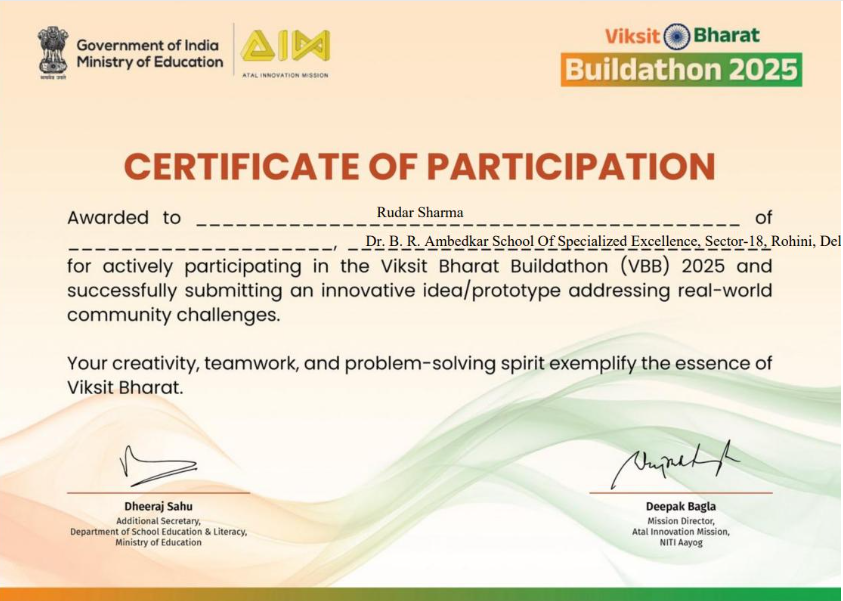 Government of India
Ministry of Education
सत्यमेव जयते
AIM
ATAL INNOVATION MISSION
Viksit Bharat
Buildathon 2025
CERTIFICATE OF PARTICIPATION
Awarded to Rudar Sharma of
, Dr. B. R. Ambedkar School Of Specialized Excellence, Sector-18, Rohini, Del
for actively participating in the Viksit Bharat Buildathon (VBB) 2025 and
successfully submitting an innovative idea/prototype addressing real-world
community challenges.
Your creativity, teamwork, and problem-solving spirit exemplify the essence of
Viksit Bharat.
Dheeraj Sahu
Additional Secretary,
Department of School Education & Literacy,
Ministry of Education
Deepak Bagla
Mission Director,
Atal Innovation Mission,
NITI Aayog